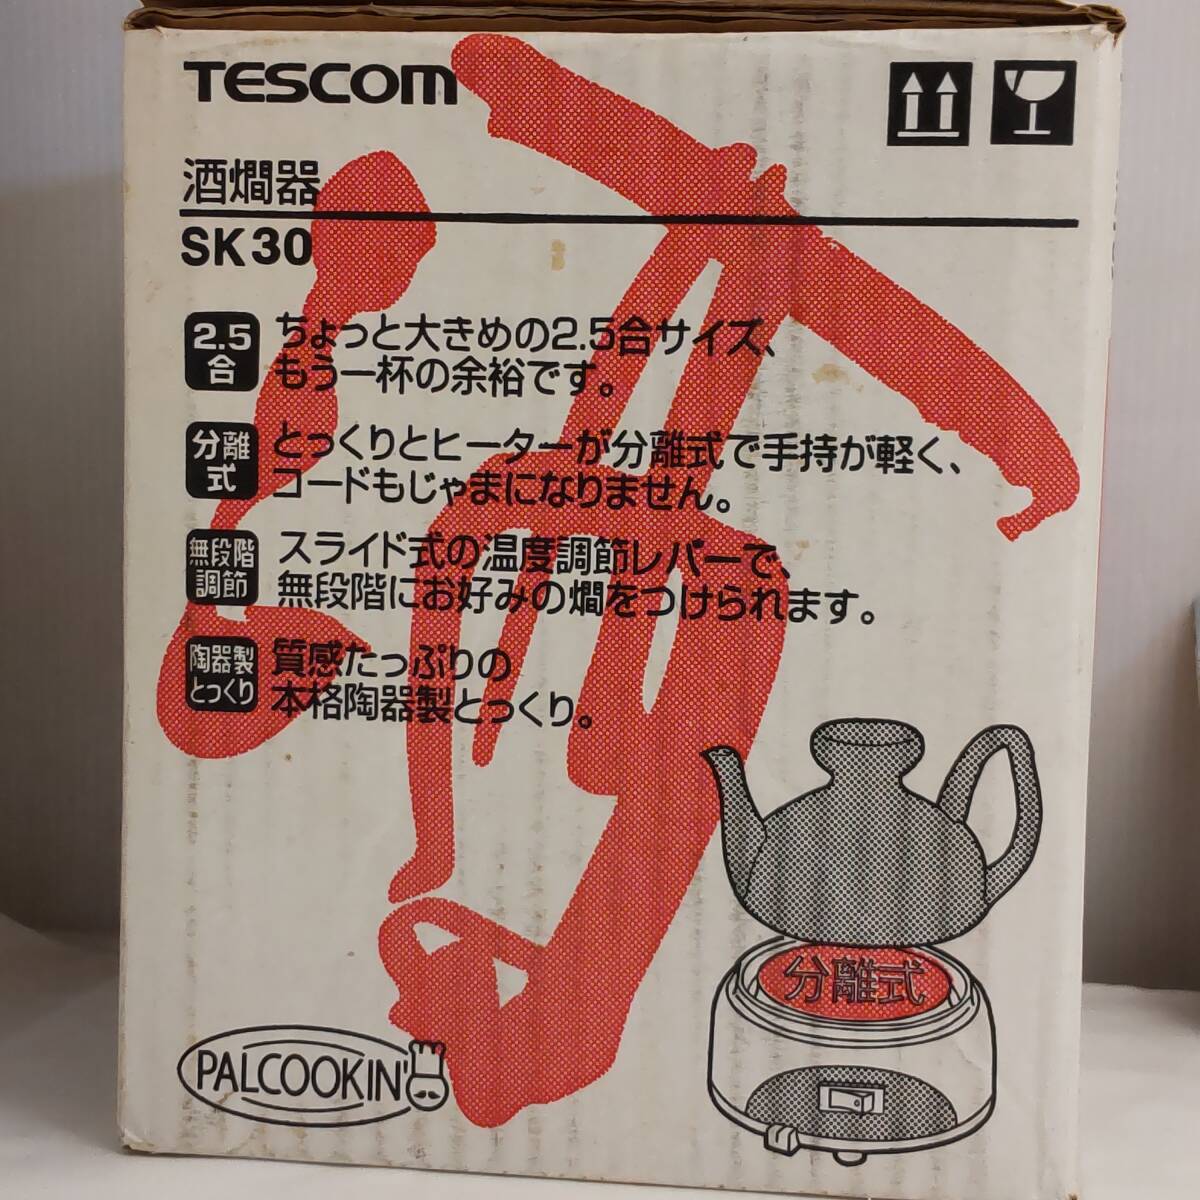 TESCOM
酒燗器
SK30
2.5
合
ちょっと大きめの2.5合サイズ、
もう一杯の余裕です。
分離
式
とっくりとヒーターが分離式で手持が軽く、
コードもじゃまになりません。
無段階
調節
スライド式の温度調節レバーで、
無段階にお好みの燗をつけられます。
陶器製
とっくり
質感たっぷりの
本格陶器製とっくり。
分離式
PALCOOKIN'